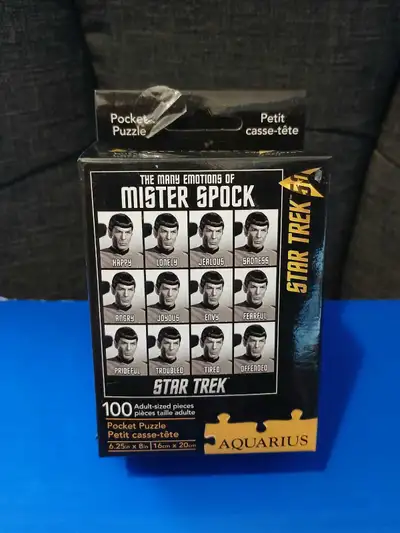 Pocket Puzzle
Petit casse-tête
THE MANY EMOTIONS OF
MISTER SPOCK
HAPPY LONELY JEALOUS SADNESS
ANGRY JOYOUS ENVY FEARFUL
PRIDEFUL TROUBLED TIRED OFFENDED
STAR TREK
STAR TREK
100 Adult-sized pieces
pièces taille adulte
Pocket Puzzle
Petit casse-tête
6.25in x 8in | 16cm x 20cm
AQUARIUS